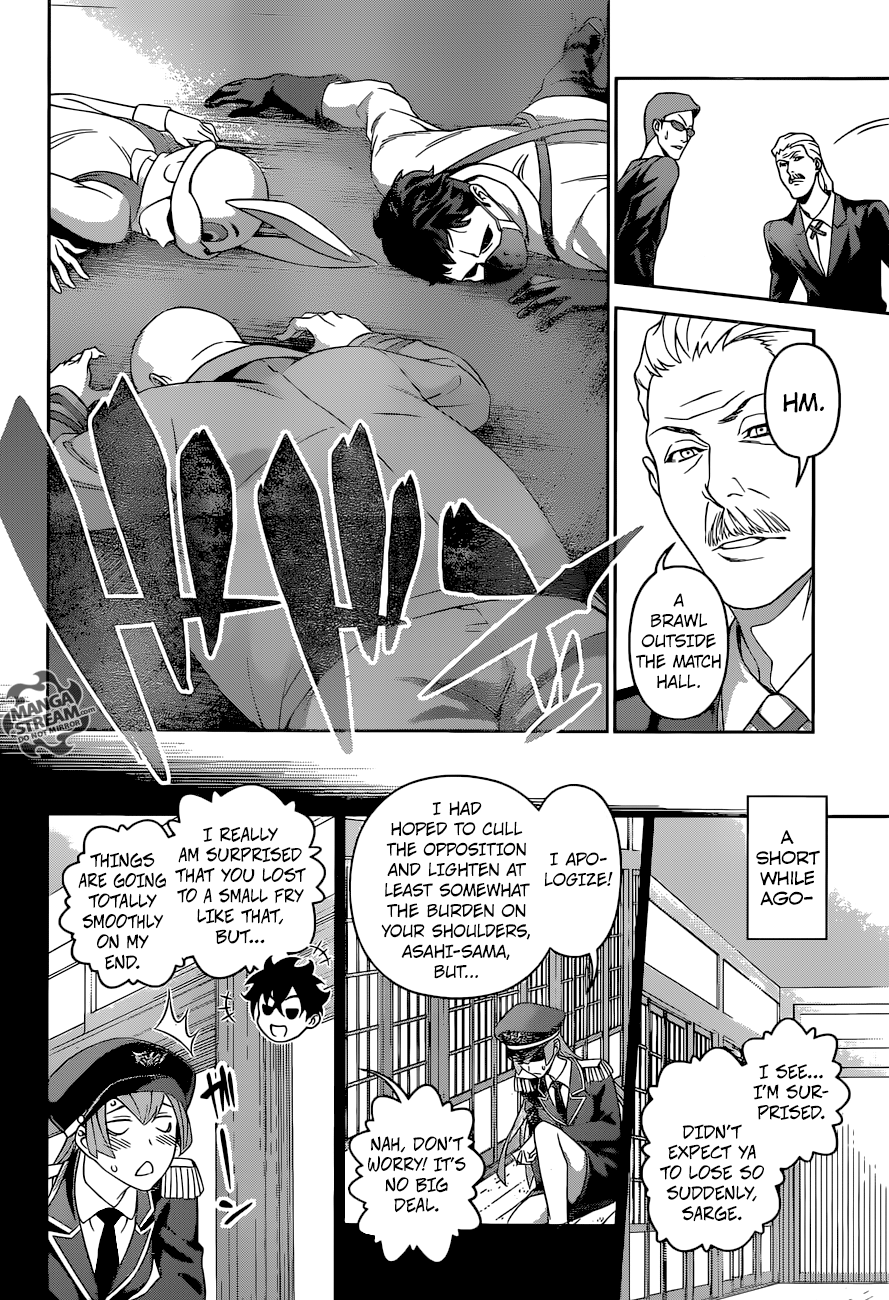 HM.
A
BRAWL
OUTSIDE
THE MATCH
HALL.
MANGA
STREAM.com
DO NOT MIRROR
A
SHORT
WHILE
AGO-
I SEE...
I'M SUR-
PRISED.
DIDN'T
EXPECT YA
TO LOSE SO
SUDDENLY,
SARGE.
I APO-
LOGIZE!
I HAD
HOPED TO CULL
THE OPPOSITION
AND LIGHTEN AT
LEAST SOMEWHAT
THE BURDEN ON
YOUR SHOULDERS,
ASAHI-SAMA,
BUT...
NAH, DON'T
WORRY! IT'S
NO BIG
DEAL.
I REALLY
AM SURPRISED
THAT YOU LOST
TO A SMALL FRY
LIKE THAT,
BUT...
THINGS
ARE GOING
TOTALLY
SMOOTHLY
ON MY
END.